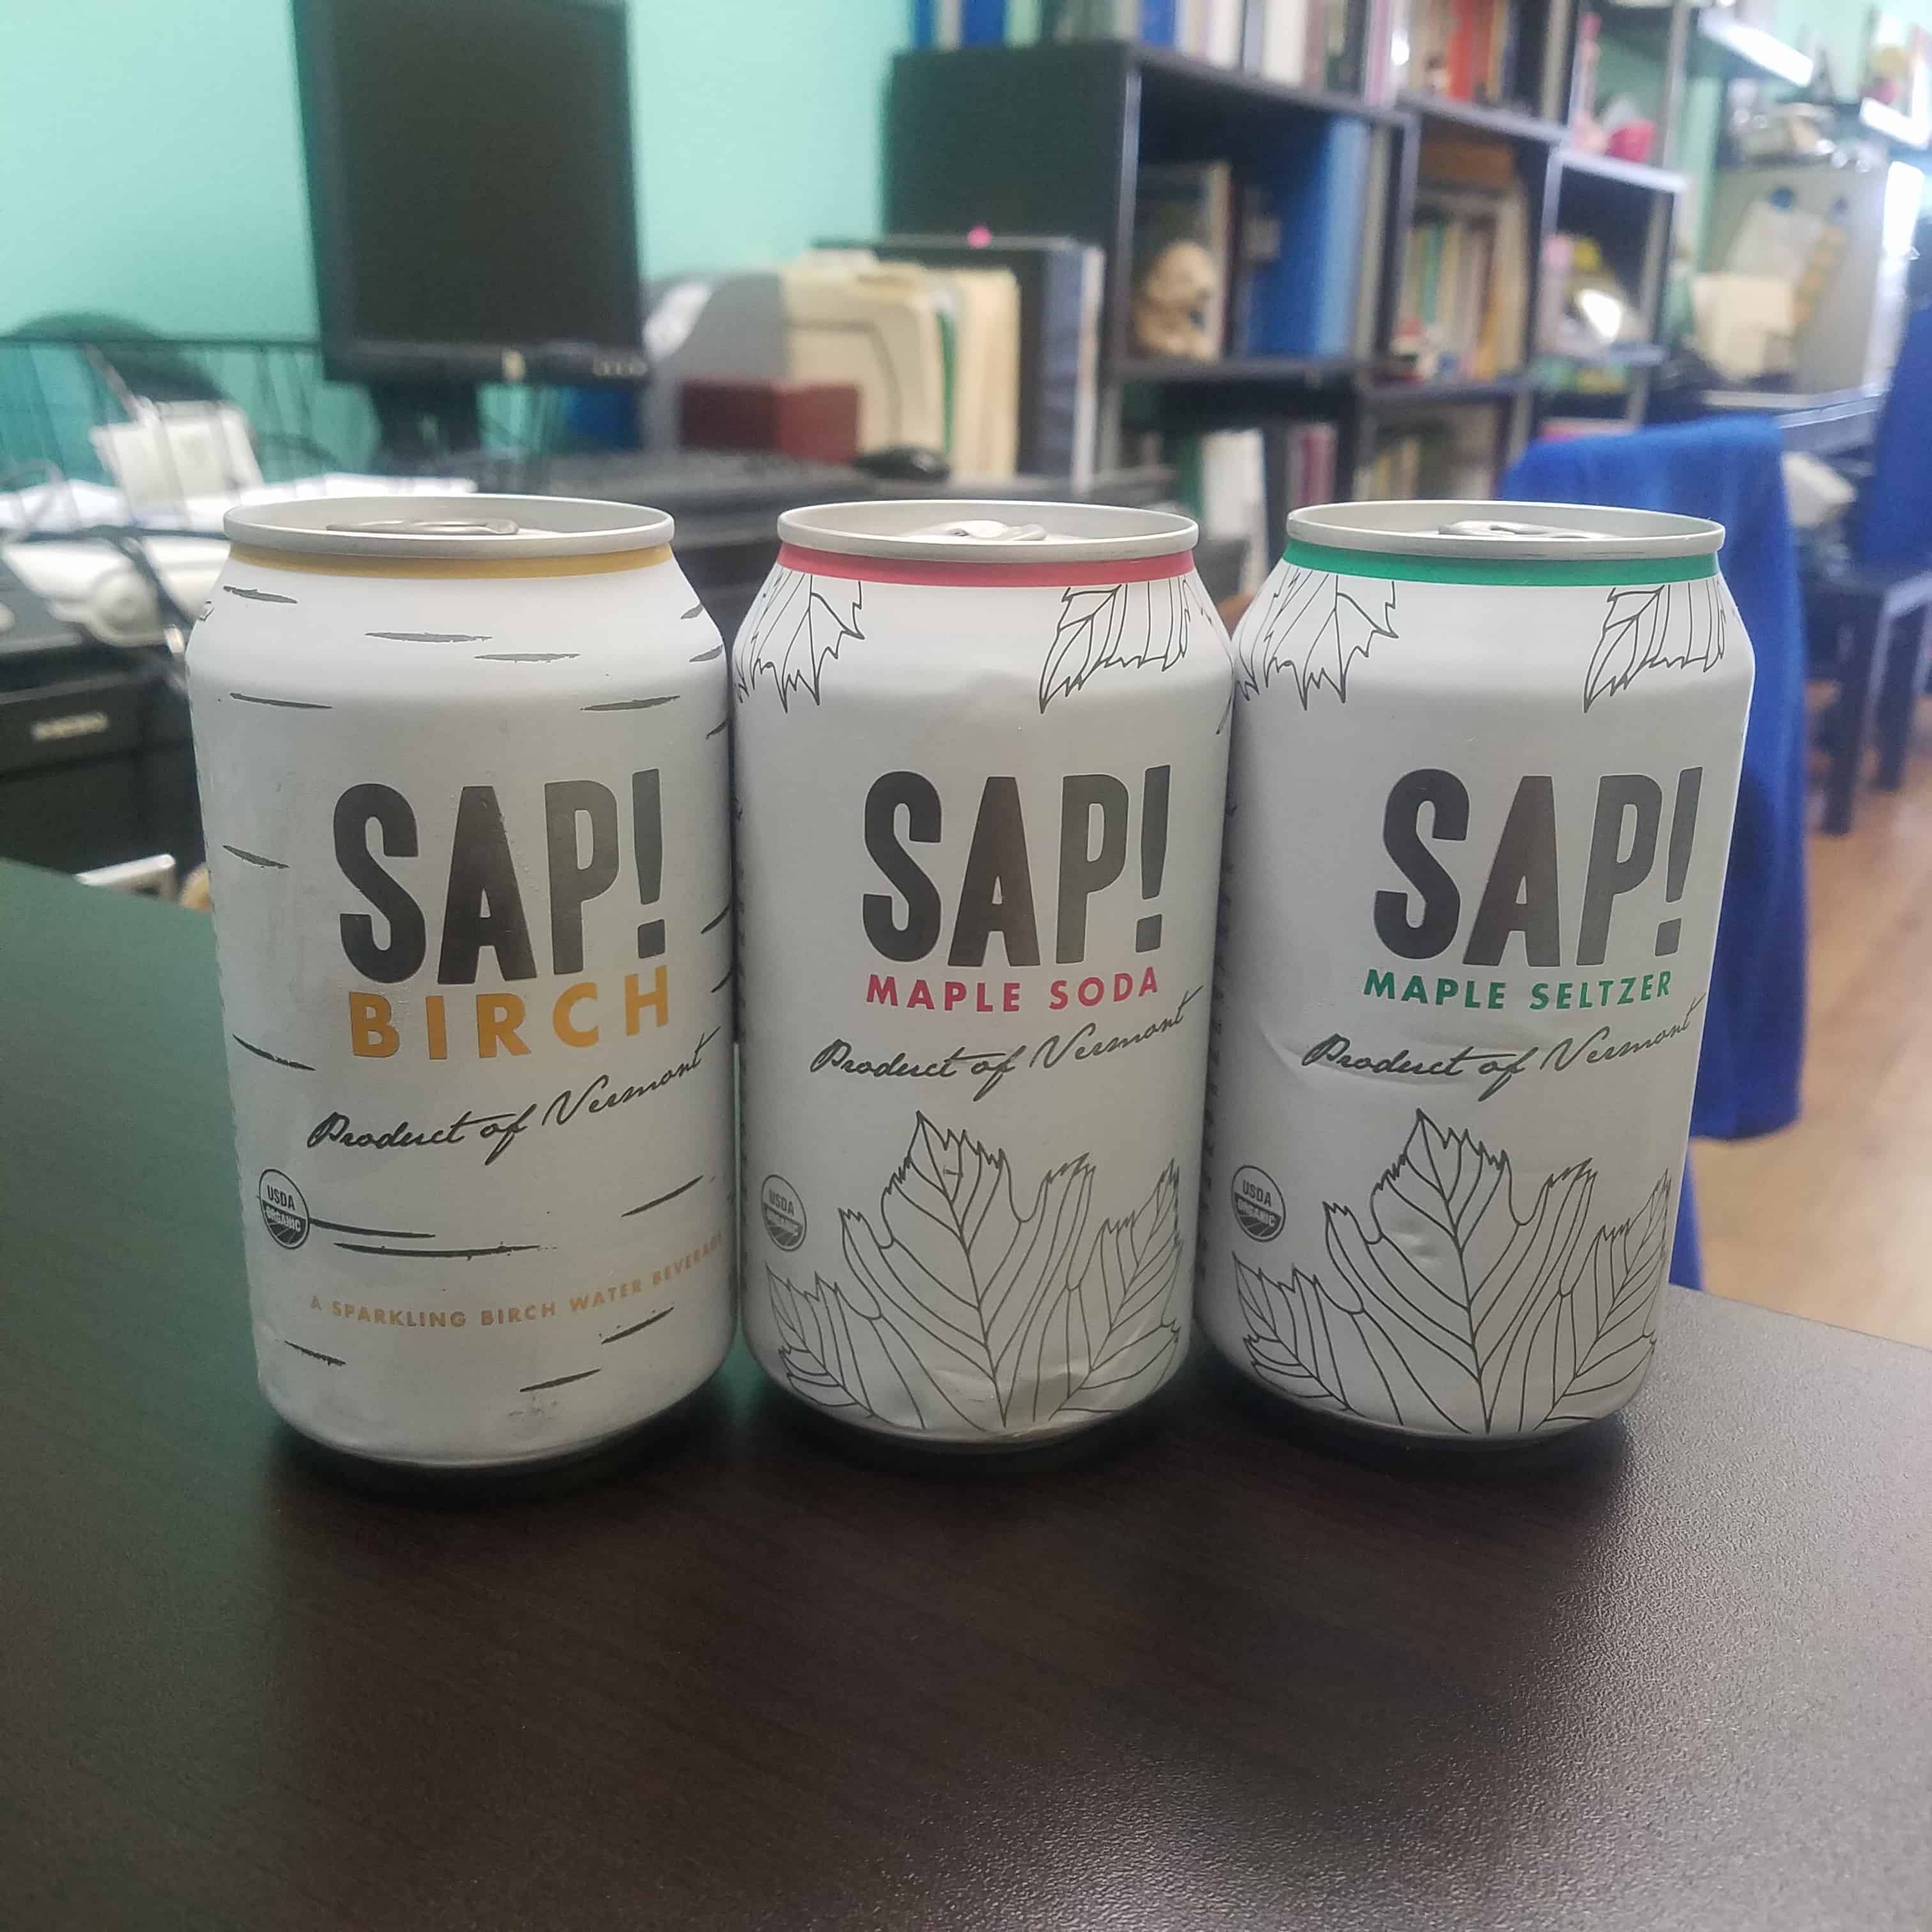 SAP!
BIRCH
Product of Vermont
USDA
ORGANIC
A SPARKLING BIRCH WATER BEVERAGE
SAP!
MAPLE SODA
Product of Vermont
USDA
ORGANIC
SAP!
MAPLE SELTZER
Product of Vermont
USDA
ORGANIC